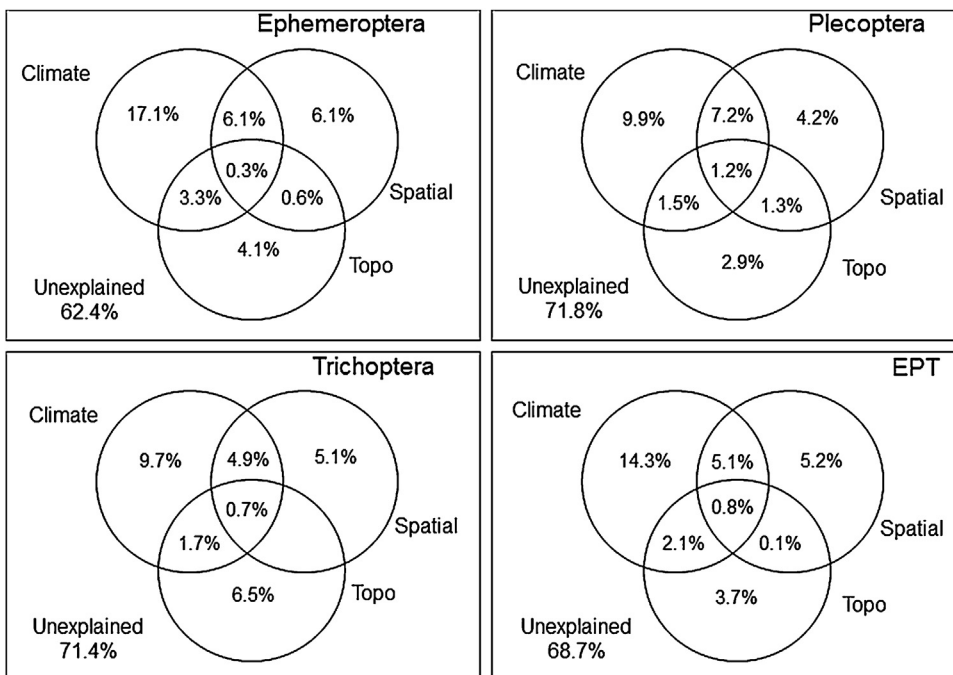 Ephemeroptera
Climate
17.1%
6.1%
6.1%
0.3%
3.3%
0.6%
Spatial
4.1%
Topo
Unexplained
62.4%
Plecoptera
Climate
9.9%
7.2%
4.2%
1.2%
1.5%
1.3%
Spatial
2.9%
Topo
Unexplained
71.8%
Trichoptera
Climate
9.7%
4.9%
5.1%
0.7%
Spatial
1.7%
6.5%
Topo
Unexplained
71.4%
EPT
Climate
14.3%
5.1%
5.2%
0.8%
Spatial
2.1%
0.1%
3.7%
Topo
Unexplained
68.7%